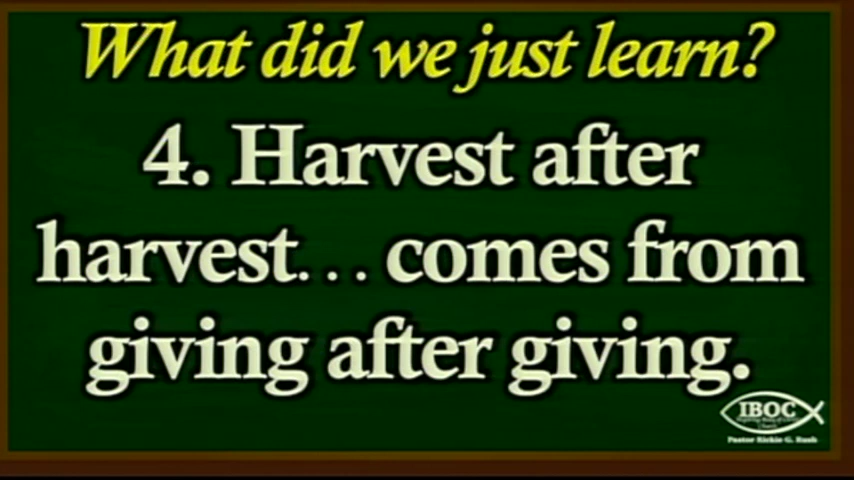 What did we just learn?
4. Harvest after
harvest... comes from
giving after giving.
IBOC
Pastor Rickie G. Rush